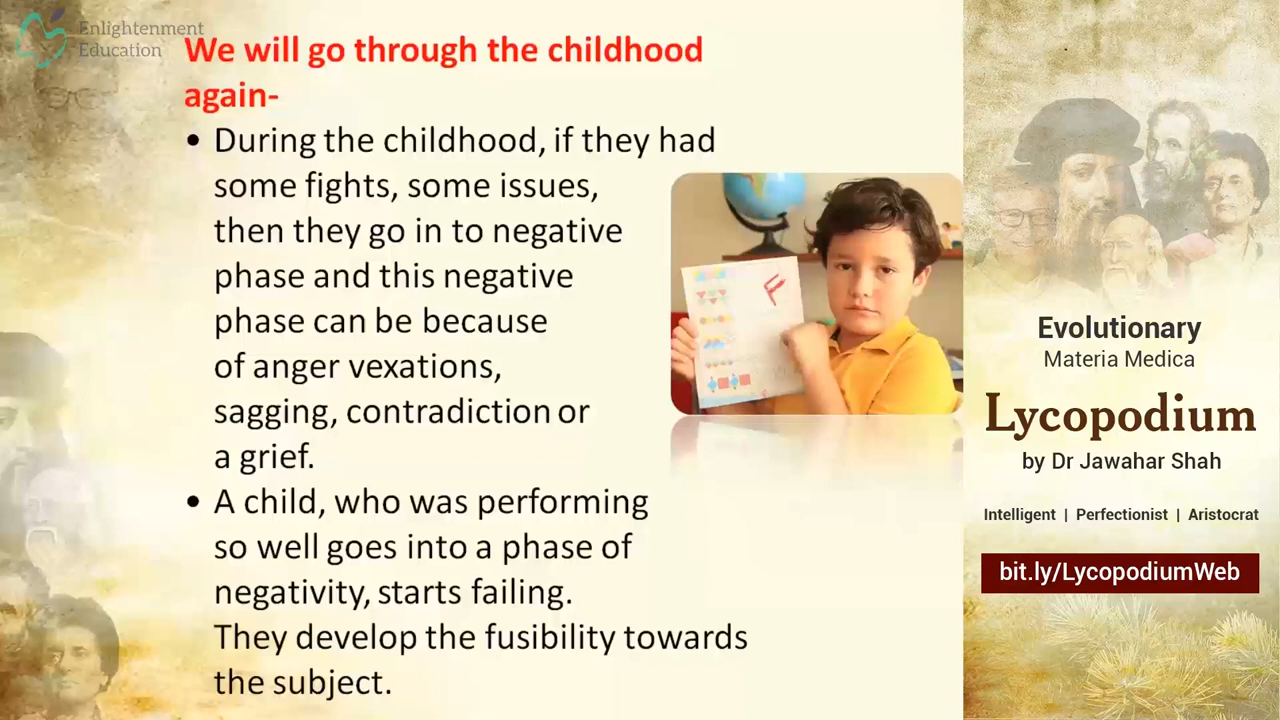 Enlightenment
Education
We will go through the childhood
again-
• During the childhood, if they had
some fights, some issues,
then they go in to negative
phase and this negative
phase can be because
of anger vexations,
sagging, contradiction or
a grief.
• A child, who was performing
so well goes into a phase of
negativity, starts failing.
They develop the fusibility towards
the subject.
F
Evolutionary
Materia Medica
Lycopodium
by Dr Jawahar Shah
Intelligent | Perfectionist | Aristocrat
bit.ly/LycopodiumWeb